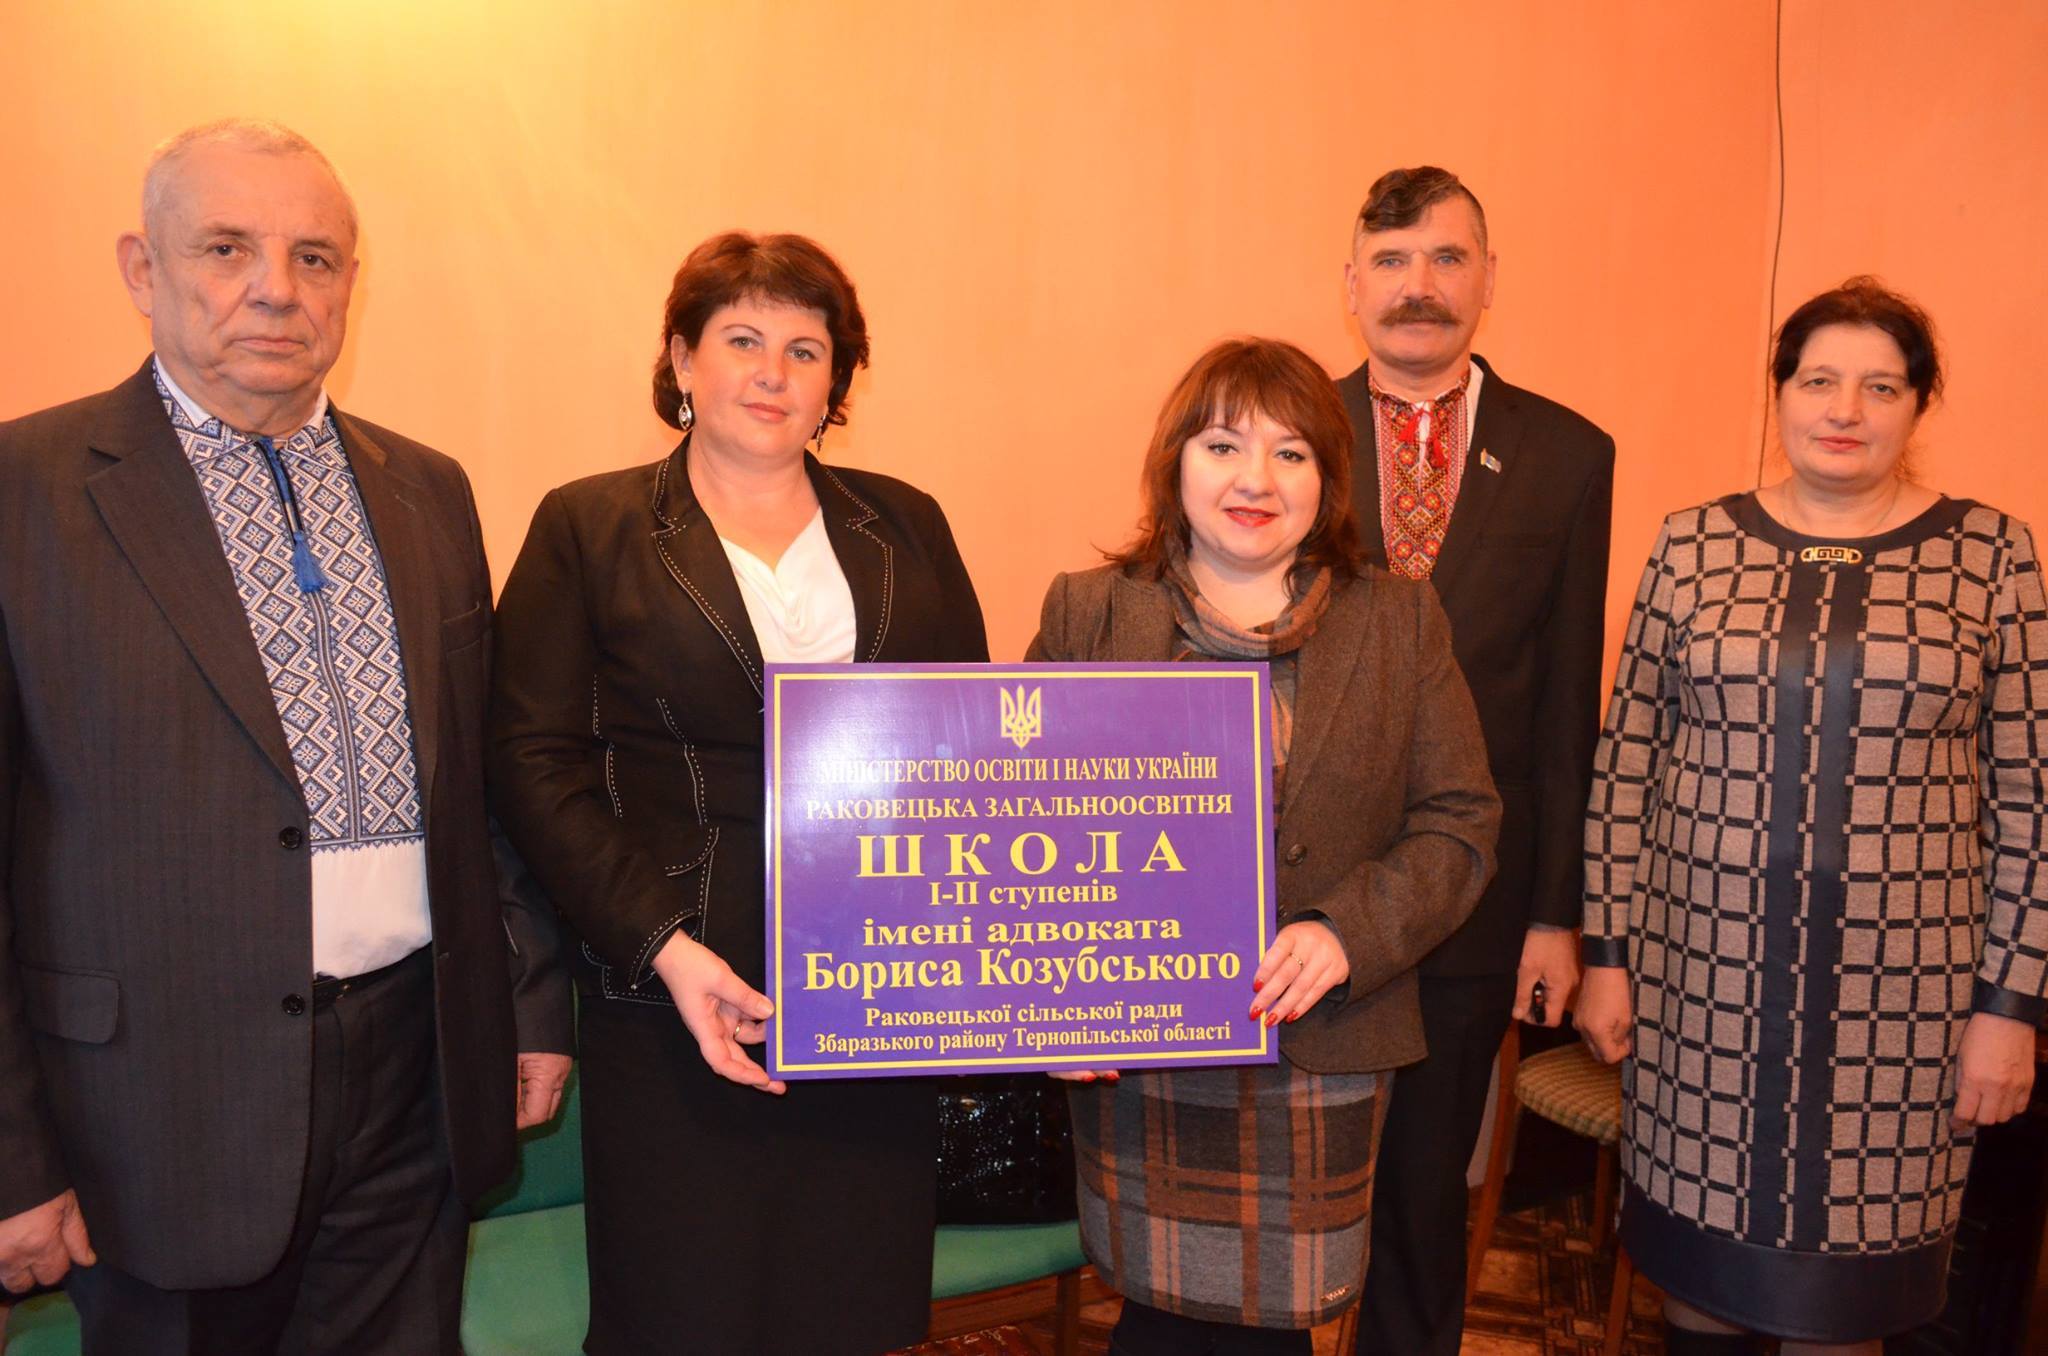 МІНІСТЕРСТВО ОСВІТИ І НАУКИ УКРАЇНИ
РАКОВЕЦЬКА ЗАГАЛЬНООСВІТНЯ
ШКОЛА
І-ІІ ступенів
імені адвоката
Бориса Козубського
Раковецької сільської ради
Збаразького району Тернопільської області